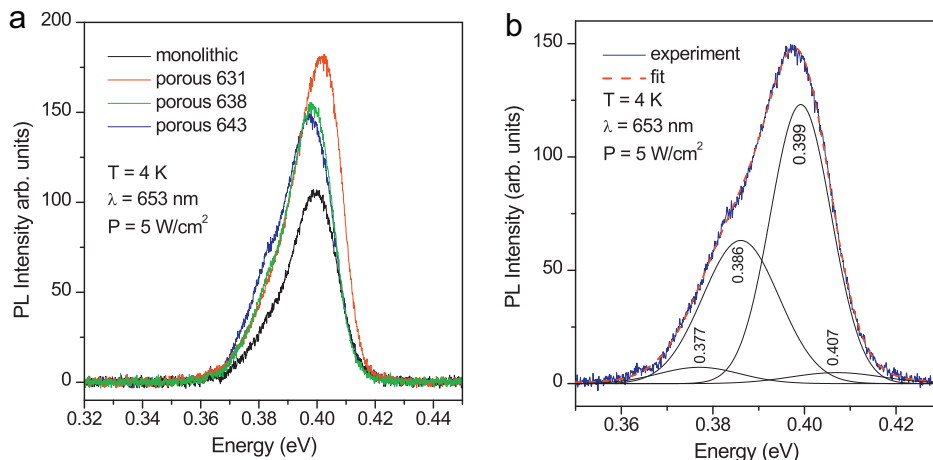 a
200
150
100
50
0
PL Intensity arb. units)
monolithic
porous 631
porous 638
porous 643
T = 4 K
λ = 653 nm
P = 5 W/cm²
0.32 0.34 0.36 0.38 0.40 0.42 0.44
Energy (eV)
b
150
100
50
0
PL Intensity (arb. units)
experiment
fit
T = 4 K
λ = 653 nm
P = 5 W/cm²
0.377
0.386
0.399
0.407
0.36 0.38 0.40 0.42
Energy (eV)